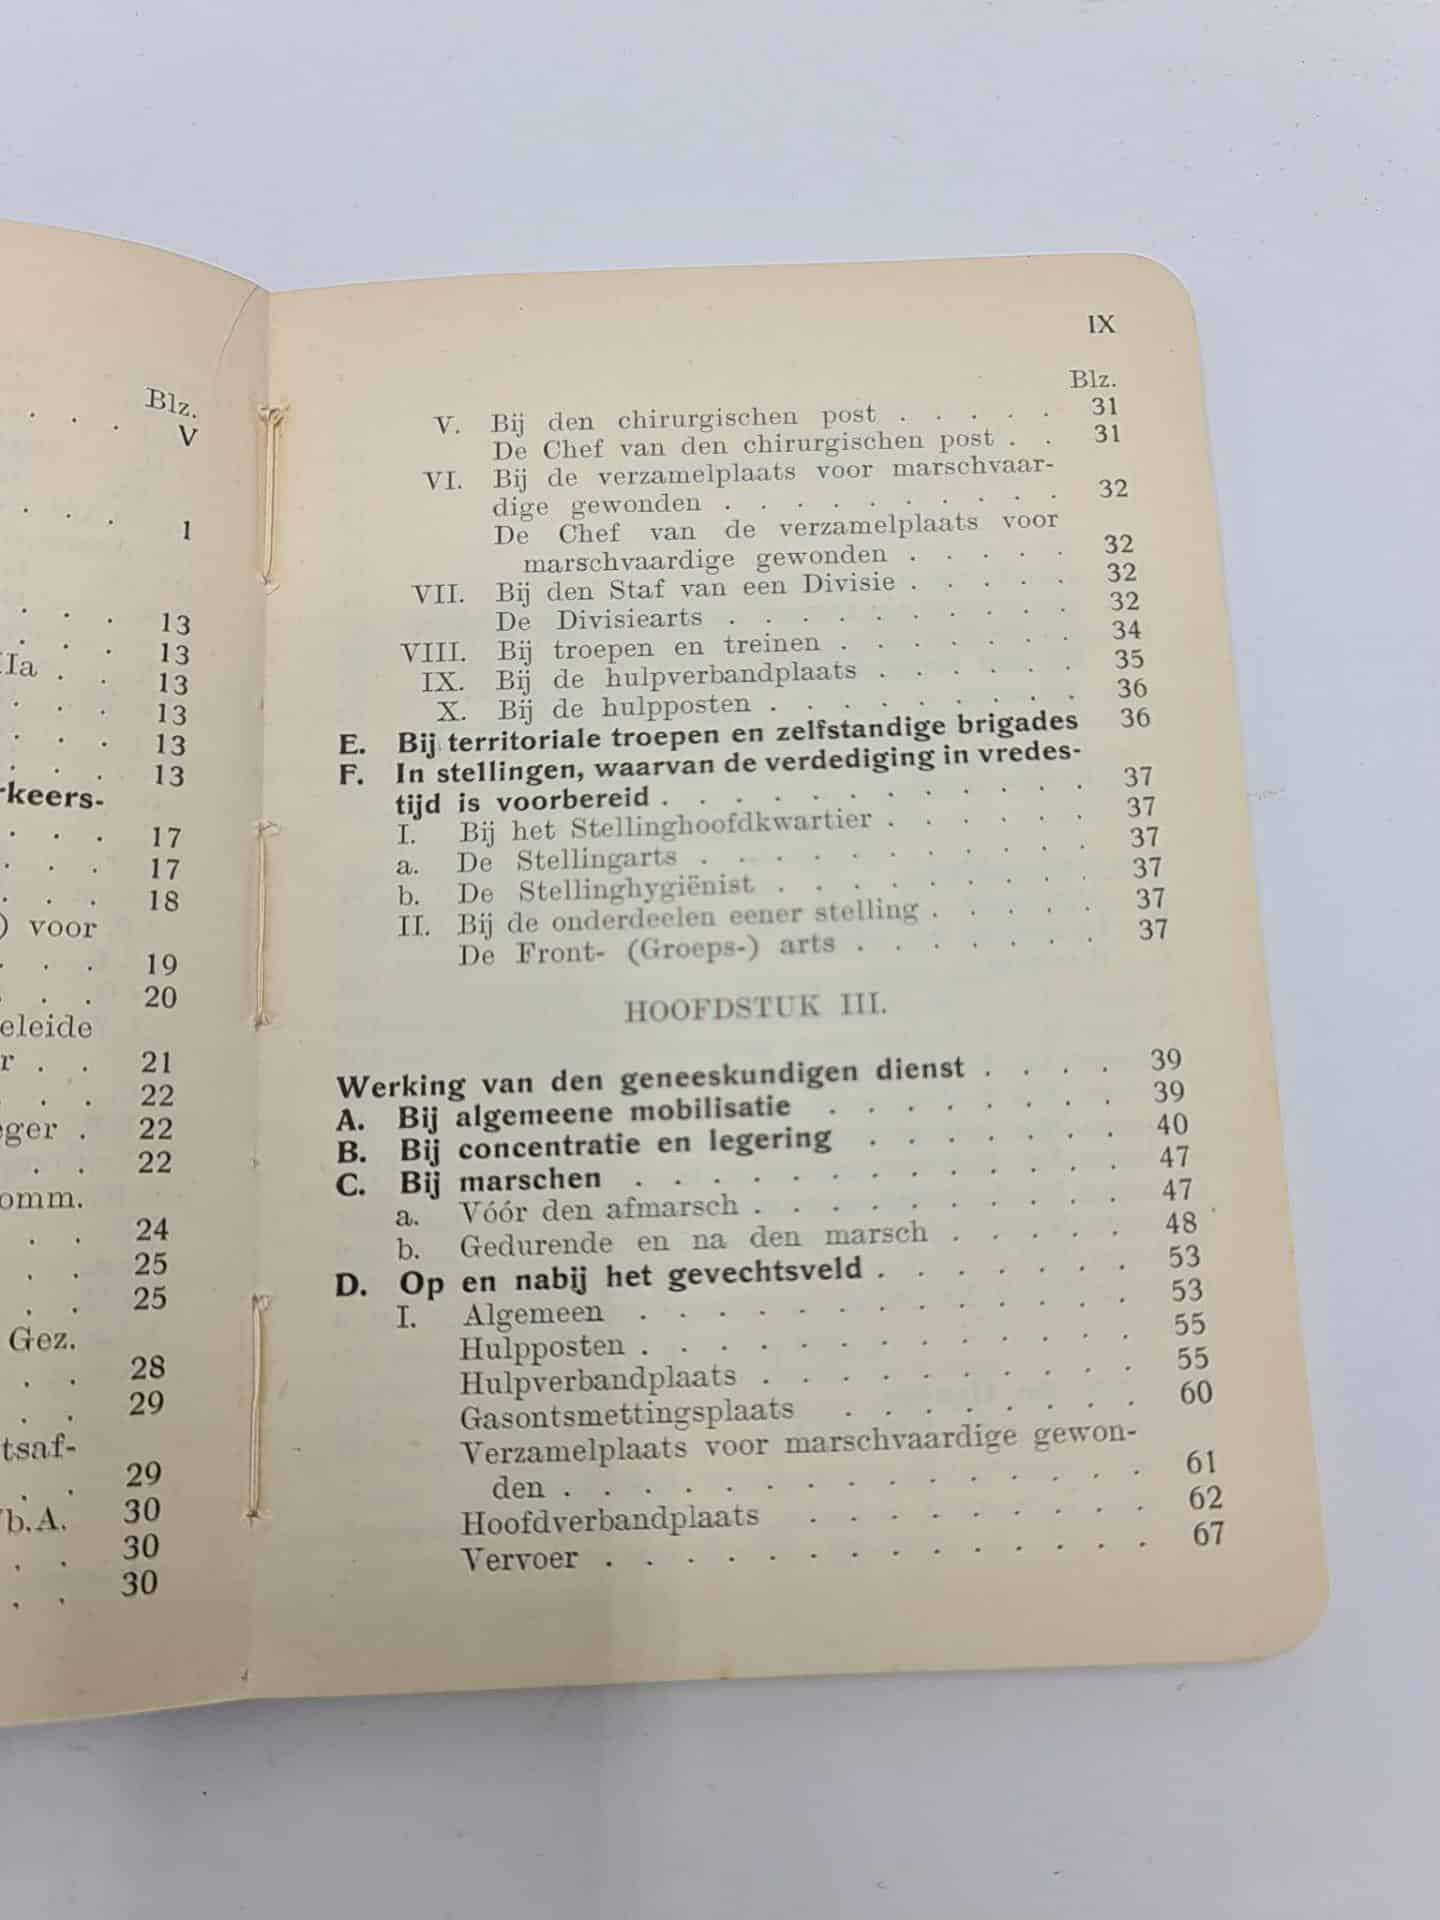 Blz.
V
1
13
13
IIa . . 13
13
13
13
rkeers-
17
17
18
) voor
19
20
eleide
r . . 21
22
eger . 22
22
omm.
24
25
25
Gez.
28
29
tsaf-
29
Vb.A. 30
30
30
IX
Blz.
V. Bij den chirurgischen post . . . . . 31
De Chef van den chirurgischen post . . 31
VI. Bij de verzamelplaats voor marschvaar-
dige gewonden . . . . . . . . . 32
De Chef van de verzamelplaats voor
marschvaardige gewonden . . . . . 32
VII. Bij den Staf van een Divisie . . . . . 32
De Divisiearts . . . . . . . . . 32
VIII. Bij troepen en treinen . . . . . . . 34
IX. Bij de hulpverbandplaats . . . . . . 35
X. Bij de hulpposten . . . . . . . . 36
E. Bij territoriale troepen en zelfstandige brigades 36
F. In stellingen, waarvan de verdediging in vredes-
tijd is voorbereid . . . . . . . . . . . 37
I. Bij het Stellinghoofdkwartier . . . . . . 37
a. De Stellingarts . . . . . . . . . . 37
b. De Stellinghygiënist . . . . . . . . 37
II. Bij de onderdeelen eener stelling . . . . . 37
De Front- (Groeps-) arts . . . . . . . 37
HOOFDSTUK III.
Werking van den geneeskundigen dienst . . . . 39
A. Bij algemeene mobilisatie . . . . . . . . 39
B. Bij concentratie en legering . . . . . . . 40
C. Bij marschen . . . . . . . . . . . . 47
a. Vóór den afmarsch . . . . . . . . . . 47
b. Gedurende en na den marsch . . . . . 48
D. Op en nabij het gevechtsveld . . . . . . . 53
I. Algemeen . . . . . . . . . . . . . 53
Hulpposten . . . . . . . . . . . . . 55
Hulpverbandplaats . . . . . . . . . . 55
Gasontsmettingsplaats . . . . . . . . 60
Verzamelplaats voor marschvaardige gewon-
den . . . . . . . . . . . . . . . 61
Hoofdverbandplaats . . . . . . . . . 62
Vervoer . . . . . . . . . . . . . . 67